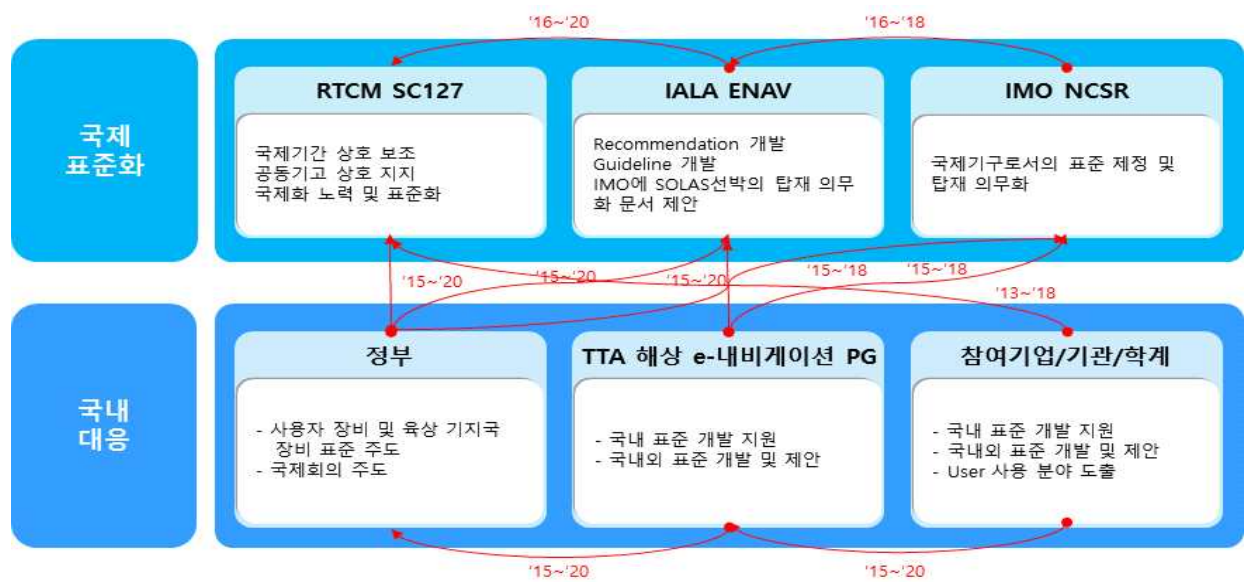 '16~'20
'16~'18
국제
표준화
RTCM SC127
국제기간 상호 보조
공동기고 상호 지지
국제화 노력 및 표준화
IALA ENAV
Recommendation 개발
Guideline 개발
IMO에 SOLAS선박의 탑재 의무
화 문서 제안
IMO NCSR
국제기구로서의 표준 제정 및
탑재 의무화
'15~'20
'15~'20
'15~'20
'15~'18
'15~'18
'13~'18
국내
대응
정부
- 사용자 장비 및 육상 기지국
장비 표준 주도
- 국제회의 주도
TTA 해상 e-내비게이션 PG
- 국내 표준 개발 지원
- 국내외 표준 개발 및 제안
참여기업/기관/학계
- 국내 표준 개발 지원
- 국내외 표준 개발 및 제안
- User 사용 분야 도출
'15~'20
'15~'20